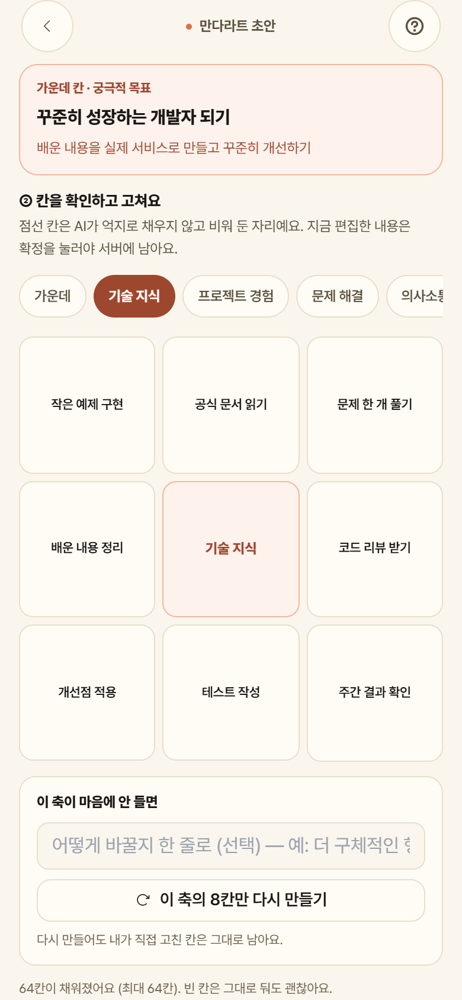 만다라트 초안
가운데 칸 · 궁극적 목표
꾸준히 성장하는 개발자 되기
배운 내용을 실제 서비스로 만들고 꾸준히 개선하기
② 칸을 확인하고 고쳐요
점선 칸은 AI가 억지로 채우지 않고 비워 둔 자리예요. 지금 편집한 내용은
확정을 눌러야 서버에 남아요.
가운데 기술 지식 프로젝트 경험 문제 해결 의사소통
작은 예제 구현 공식 문서 읽기 문제 한 개 풀기
배운 내용 정리 기술 지식 코드 리뷰 받기
개선점 적용 테스트 작성 주간 결과 확인
이 축이 마음에 안 들면
어떻게 바꿀지 한 줄로 (선택) — 예: 더 구체적인
이 축의 8칸만 다시 만들기
다시 만들어도 내가 직접 고친 칸은 그대로 남아요.
64칸이 채워졌어요 (최대 64칸). 빈 칸은 그대로 둬도 괜찮아요.